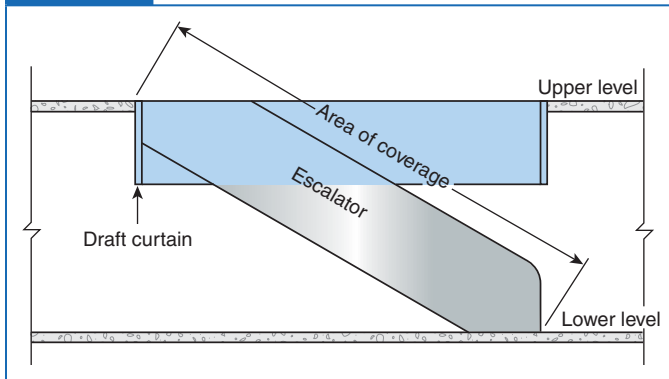 Upper level
Area of coverage
Escalator
Draft curtain
Lower level